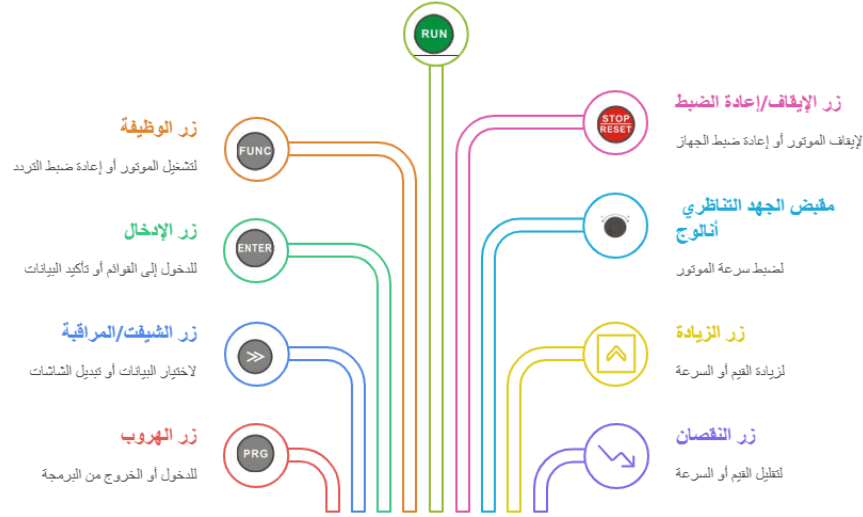 RUN
زر الإيقاف/إعادة الضبط
لإيقاف الموتور أو إعادة ضبط الجهاز
STOP
RESET
زر الوظيفة
لتشغيل الموتور أو إعادة ضبط التردد
FUNC
مقبض الجهد التناظري
أنالوج
لضبط سرعة الموتور
زر الإدخال
للدخول إلى القوائم أو تأكيد البيانات
ENTER
زر الزيادة
لزيادة القيم أو السرعة
زر الشيفت/المراقبة
لاختيار البيانات أو تبديل الشاشات
زر النقصان
لتقليل القيم أو السرعة
زر الهروب
للدخول أو الخروج من البرمجة
PRG